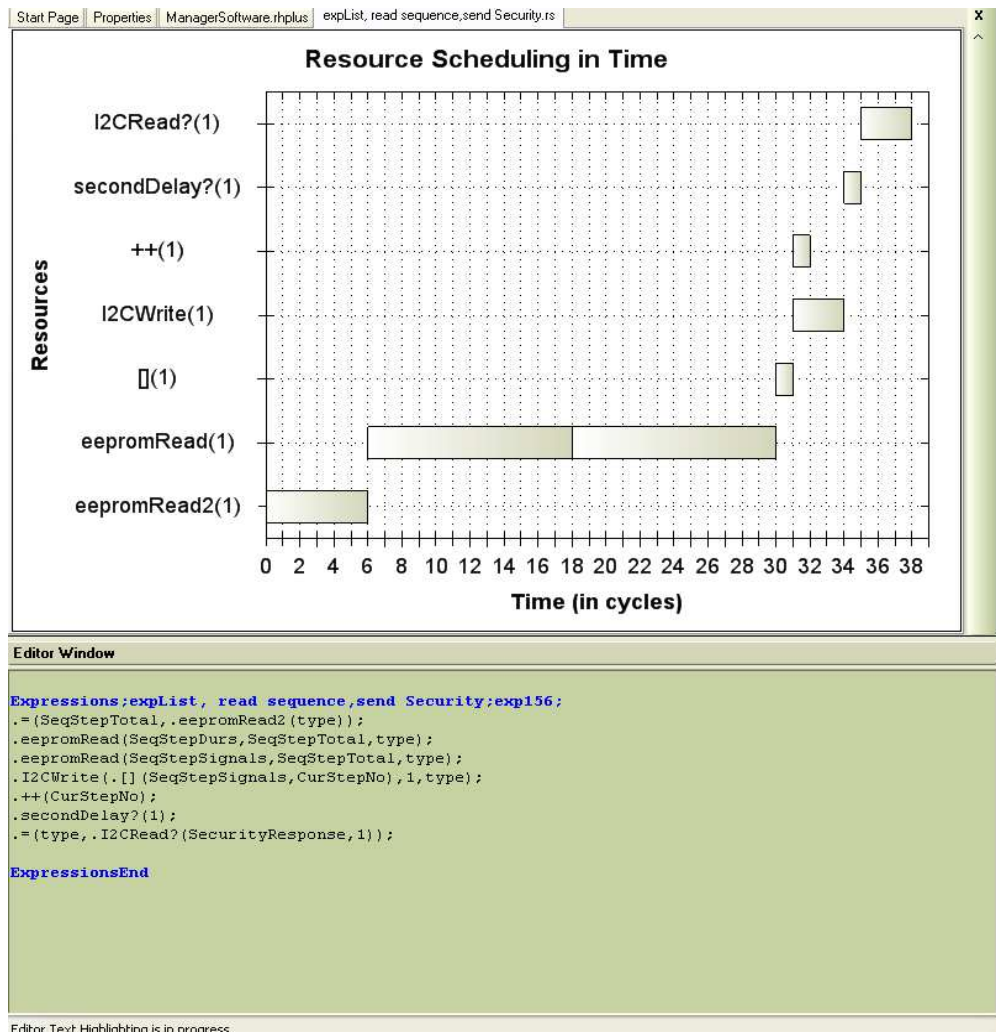 Start Page Properties ManagerSoftware.rhplus expList, read sequence,send Security.rs X
Resource Scheduling in Time
Resources
I2CRead?(1)
secondDelay?(1)
++(1)
I2CWrite(1)
[](1)
eepromRead(1)
eepromRead2(1)
0 2 4 6 8 10 12 14 16 18 20 22 24 26 28 30 32 34 36 38
Time (in cycles)
Editor Window
Expressions;expList, read sequence,send Security;exp156;
.=(SeqStepTotal,.eepromRead2(type));
.eepromRead(SeqStepDurs,SeqStepTotal,type);
.eepromRead(SeqStepSignals,SeqStepTotal,type);
.I2CWrite(.[](SeqStepSignals,CurStepNo),1,type);
.++(CurStepNo);
.secondDelay?(1);
.=(type,.I2CRead?(SecurityResponse,1));
ExpressionsEnd
Editor Text Highlighting is in progress